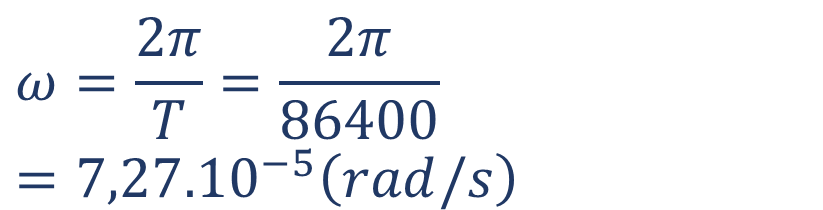 ω = 2π/T = 2π/86400
= 7,27.10⁻⁵(rad/s)